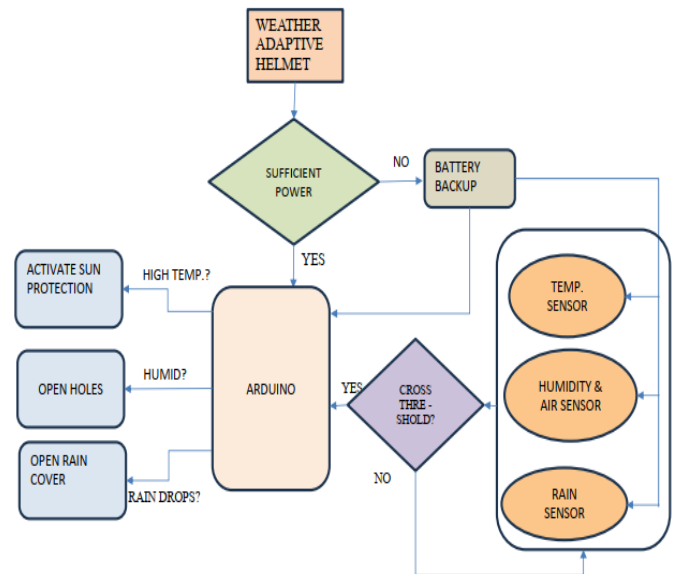 WEATHER
ADAPTIVE
HELMET
SUFFICIENT
POWER
NO
BATTERY
BACKUP
YES
ACTIVATE SUN
PROTECTION
HIGH TEMP.?
TEMP.
SENSOR
OPEN HOLES
HUMID?
ARDUINO
YES
CROSS
THRE - 
SHOLD?
HUMIDITY &
AIR SENSOR
OPEN RAIN
COVER
RAIN DROPS?
NO
RAIN
SENSOR